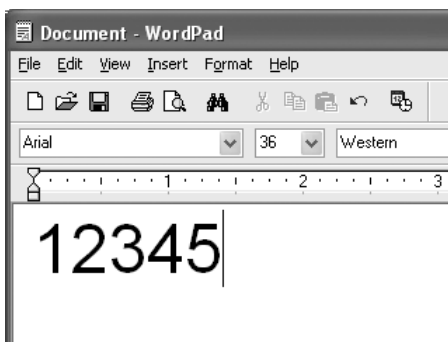 Document - WordPad
File Edit View Insert Format Help
Arial 36 Western
1 2 3
12345